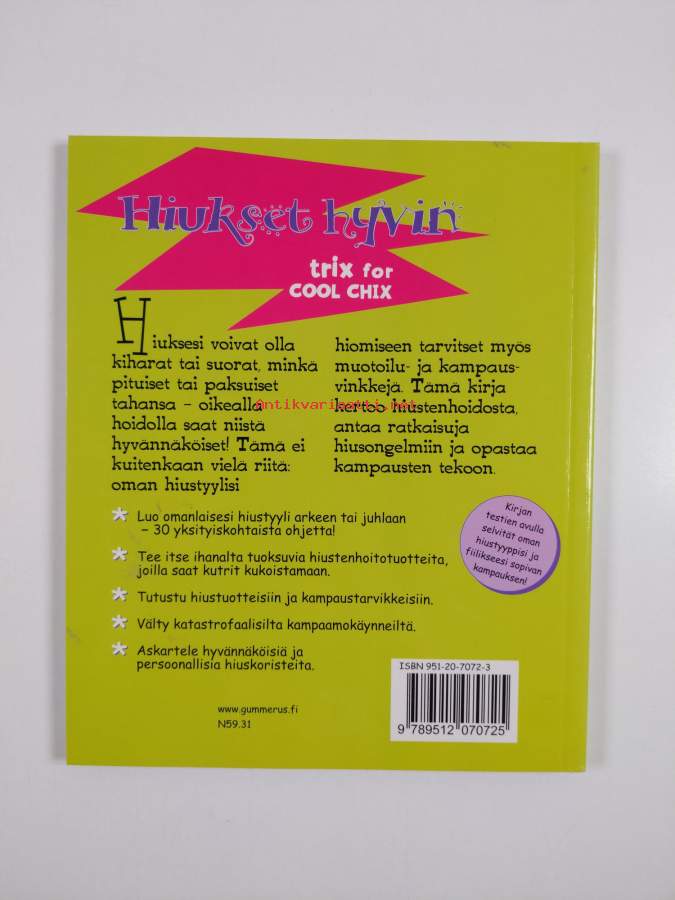 Hiukset hyvin
trix for
COOL CHIX
Hiuksesi voivat olla
kiharat tai suorat, minkä
pituiset tai paksuiset
tahansa – oikealla
hoidolla saat niistä
hyvännäköiset! Tämä ei
kuitenkaan vielä riitä:
oman hiustyylisi
hiomiseen tarvitset myös
muotoilu- ja kampaus-
vinkkejä. Tämä kirja
kertoo hiustenhoidosta,
antaa ratkaisuja
hiusongelmiin ja opastaa
kampausten tekoon.
Antikvariaatti.net
* Luo omanlaisesi hiustyyli arkeen tai juhlaan
– 30 yksityiskohtaista ohjetta!
* Tee itse ihanalta tuoksuvia hiustenhoitotuotteita,
joilla saat kutrit kukoistamaan.
* Tutustu hiustuotteisiin ja kampaustarvikkeisiin.
* Välty katastrofaalisilta kampaamokäynneiltä.
* Askartele hyvännäköisiä ja
persoonallisia hiuskoristeita.
Kirjan
testien avulla
selvität oman
hiustyyppisi ja
fiilikseesi sopivan
kampauksen!
www.gummerus.fi
N59.31
ISBN 951-20-7072-3
9 789512 070725